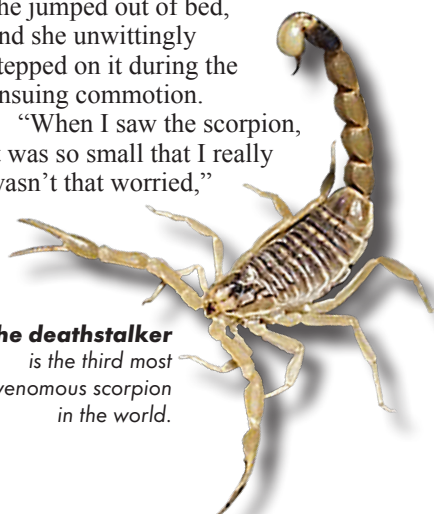 he jumped out of bed,
nd she unwittingly
tepped on it during the
nsuing commotion.
“When I saw the scorpion,
t was so small that I really
wasn’t that worried,”
he deathstalker
is the third most
venomous scorpion
in the world.